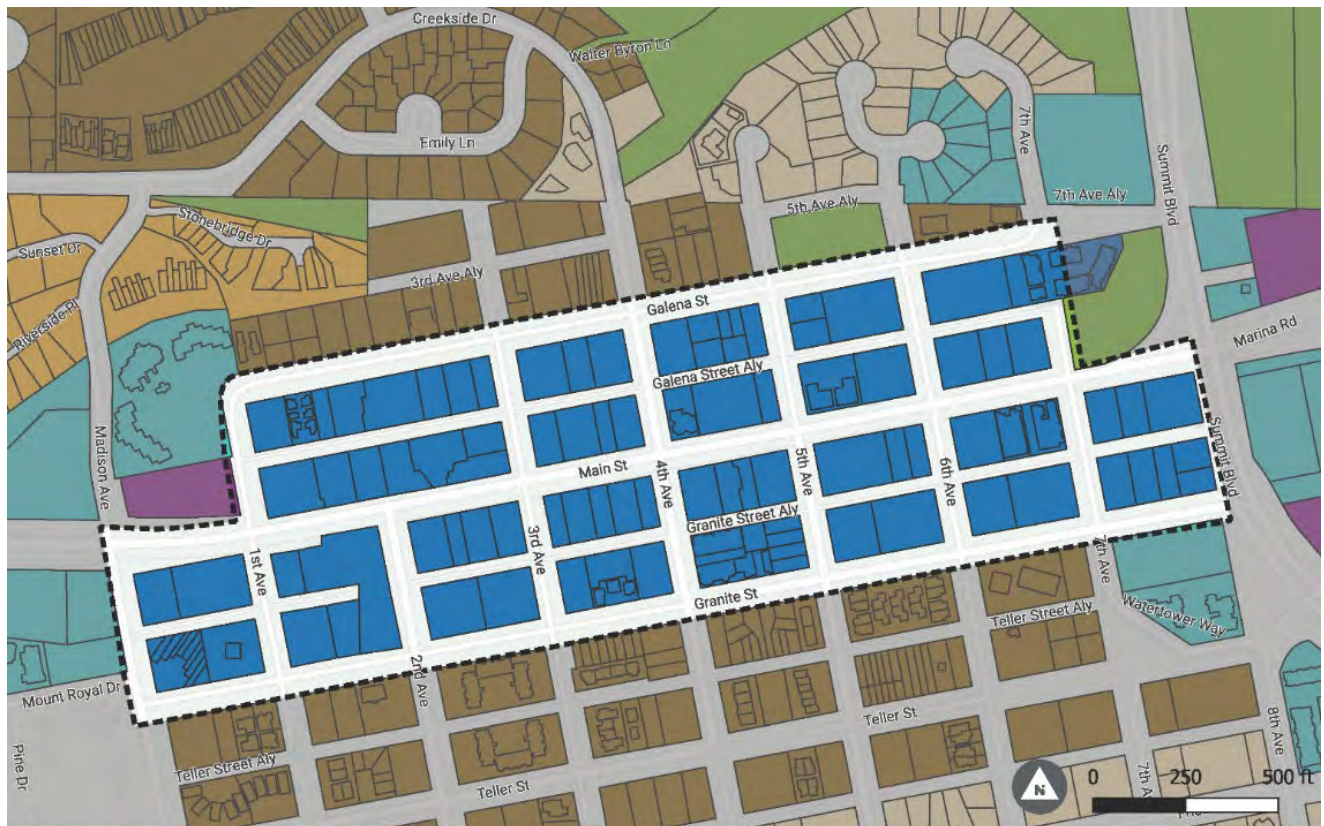 Creekside Dr
Walter Byron Ln
Emily Ln
7th Ave
Summit Blvd
7th Ave Aly
5th Ave Aly
Stonebridge Dr
Sunset Dr
3rd Ave Aly
Riverside Pl
Galena St
Marina Rd
Galena Street Aly
Madison Ave
Main St
4th Ave
5th Ave
6th Ave
Summit Blvd
1st Ave
3rd Ave
Granite Street Aly
7th Ave
Granite St
Teller Street Aly
Watertower Way
2nd Ave
Mount Royal Dr
Teller St
8th Ave
Pine Dr
Teller Street Aly
Teller St
N
0 250 500 ft
7th A